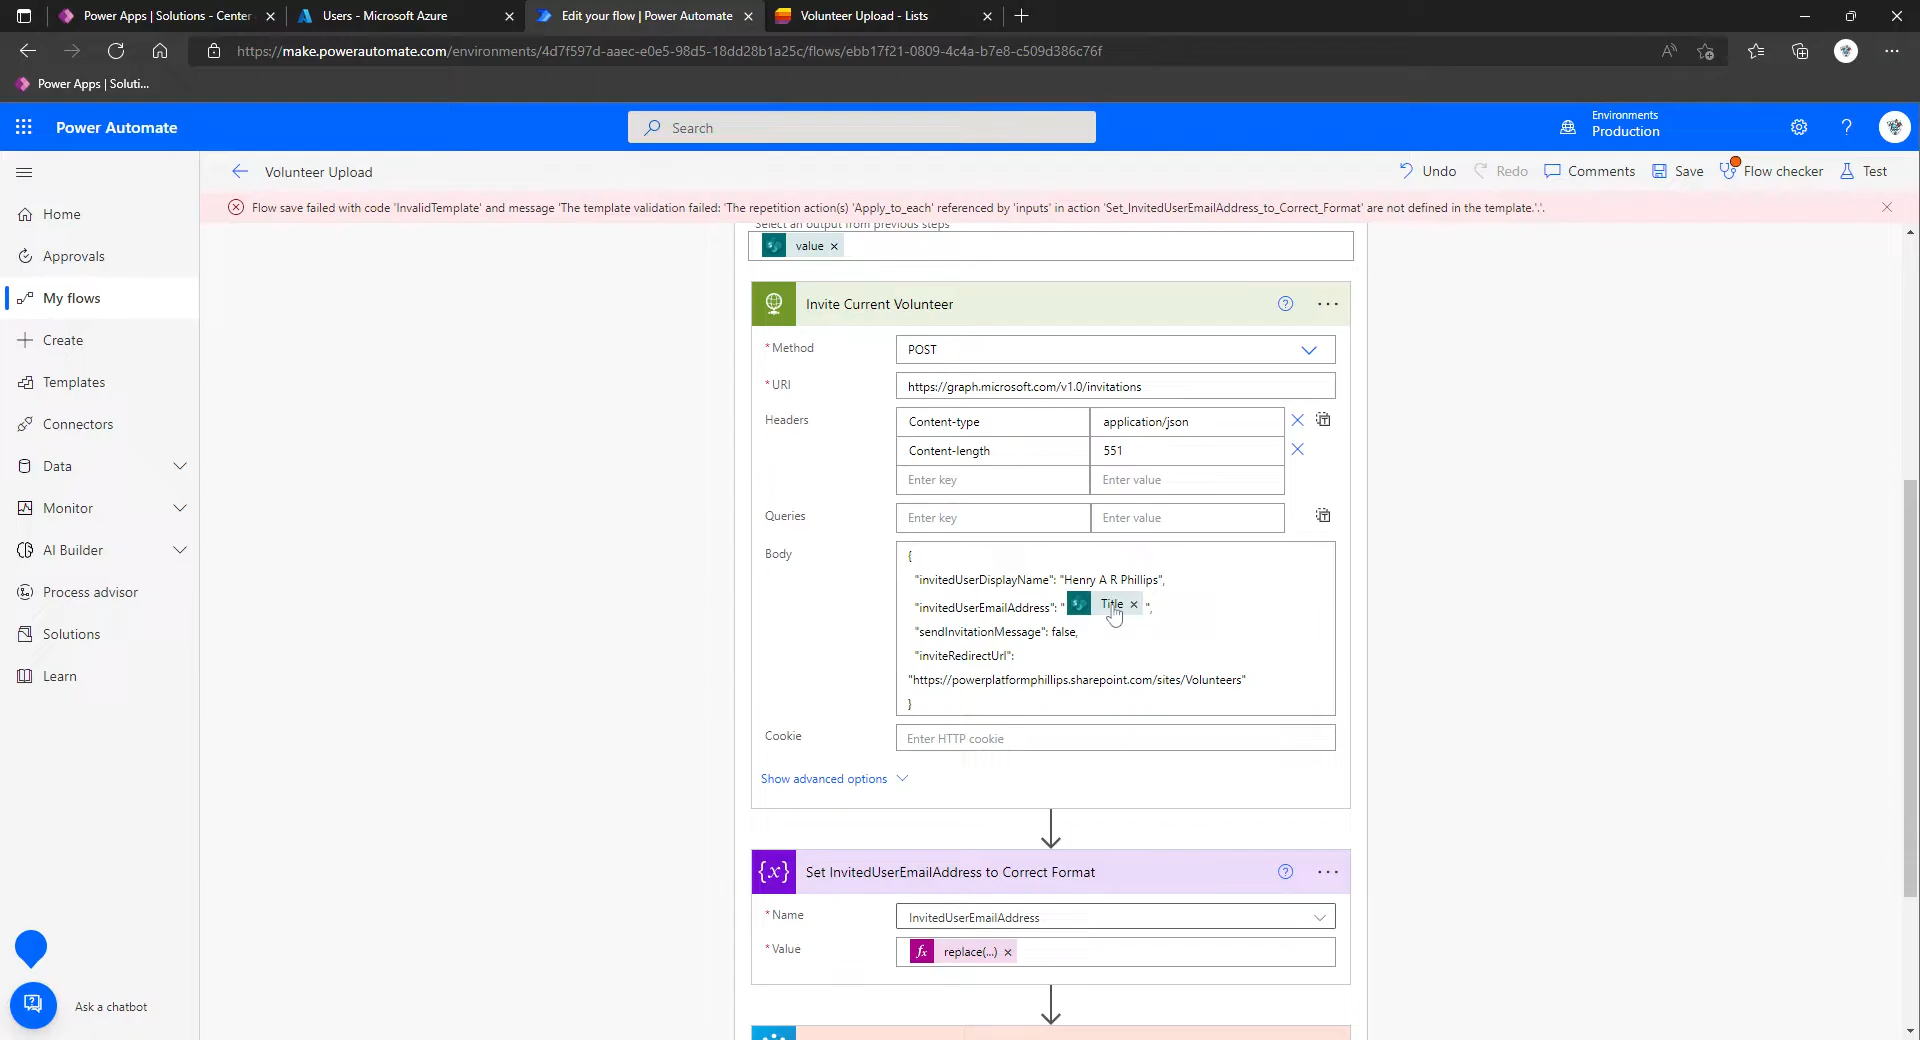 Power Apps | Solutions - Center
Users - Microsoft Azure
Edit your flow | Power Automate
Volunteer Upload - Lists
https://make.powerautomate.com/environments/4d7f597d-aaec-e0e5-98d5-18dd28b1a25c/flows/ebb17f21-0809-4c4a-b7e8-c509d386c76f
Power Apps | Soluti...
Power Automate
Search
Environments
Production
Volunteer Upload
Undo
Redo
Comments
Save
Flow checker
Test
Flow save failed with code 'InvalidTemplate' and message 'The template validation failed: 'The repetition action(s) 'Apply_to_each' referenced by 'inputs' in action 'Set_InvitedUserEmailAddress_to_Correct_Format' are not defined in the template.'.'.
Home
Approvals
My flows
Create
Templates
Connectors
Data
Monitor
AI Builder
Process advisor
Solutions
Learn
Ask a chatbot
Select an output from previous steps
value
Invite Current Volunteer
* Method
POST
* URI
https://graph.microsoft.com/v1.0/invitations
Headers
Content-type
application/json
Content-length
551
Enter key
Enter value
Queries
Enter key
Enter value
Body
{
"invitedUserDisplayName": "Henry A R Phillips",
"invitedUserEmailAddress": " Title ",
"sendInvitationMessage": false,
"inviteRedirectUrl":
"https://powerplatformphillips.sharepoint.com/sites/Volunteers"
}
Cookie
Enter HTTP cookie
Show advanced options
{x} Set InvitedUserEmailAddress to Correct Format
* Name
InvitedUserEmailAddress
* Value
fx replace(...)